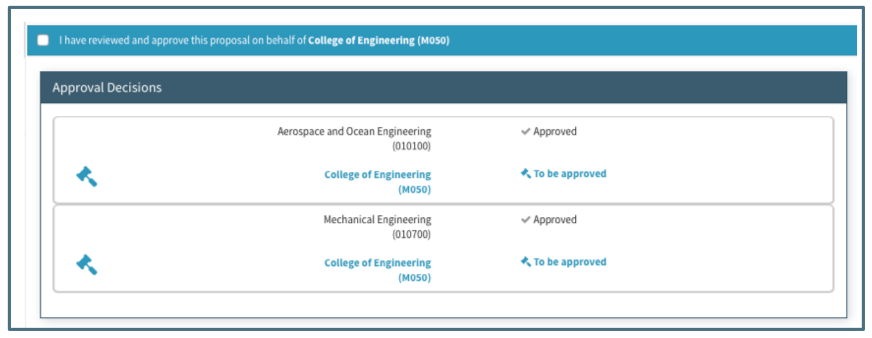 I have reviewed and approve this proposal on behalf of College of Engineering (M050)
Approval Decisions
Aerospace and Ocean Engineering
(010100)
Approved
College of Engineering
(M050)
To be approved
Mechanical Engineering
(010700)
Approved
College of Engineering
(M050)
To be approved